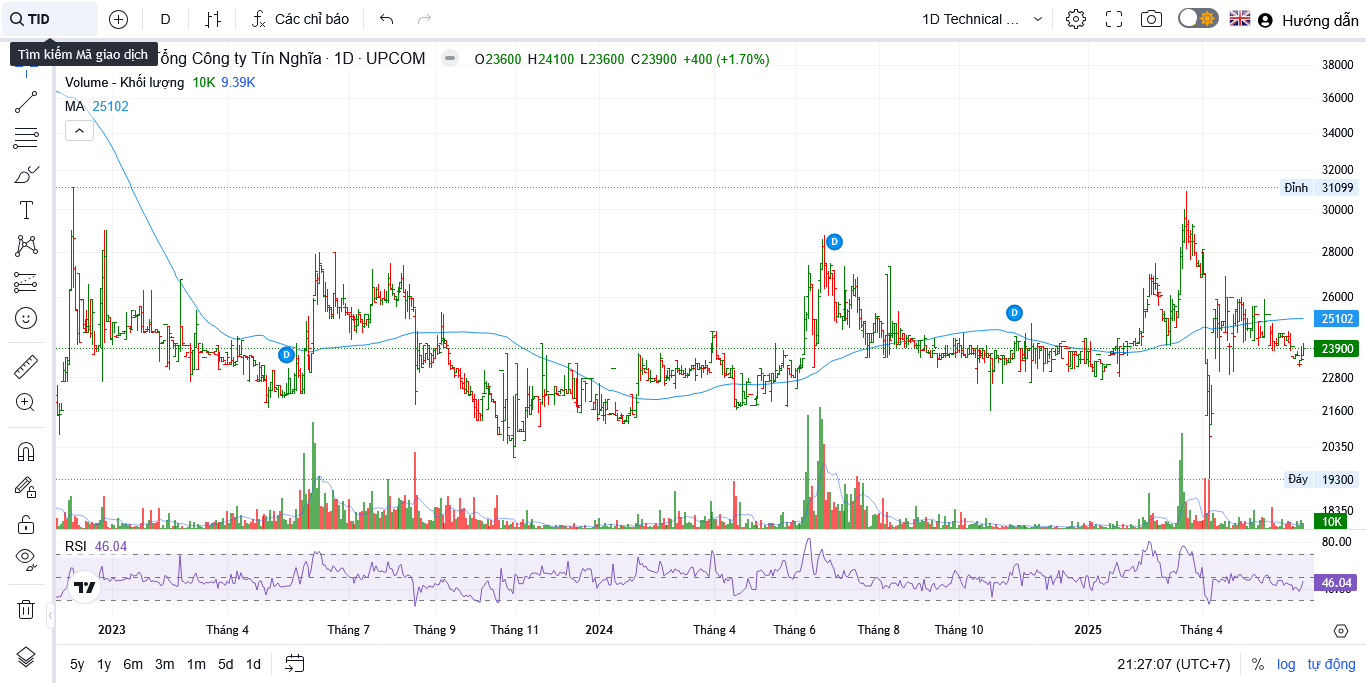 TID
D
Các chỉ báo
1D Technical ...
Hướng dẫn
Tìm kiếm Mã giao dịch
Tổng Công ty Tín Nghĩa · 1D · UPCOM
O23600 H24100 L23600 C23900 +400 (+1.70%)
Volume - Khối lượng 10K 9.39K
MA 25102
38000
36000
34000
32000
Đỉnh 31099
30000
28000
26000
25102
23900
22800
21600
20350
Đáy 19300
18350
10K
D
D
D
RSI 46.04
80.00
46.04
2023 Tháng 4 Tháng 7 Tháng 9 Tháng 11 2024 Tháng 4 Tháng 6 Tháng 8 Tháng 10 2025 Tháng 4
5y 1y 6m 3m 1m 5d 1d
21:27:07 (UTC+7) % log tự động